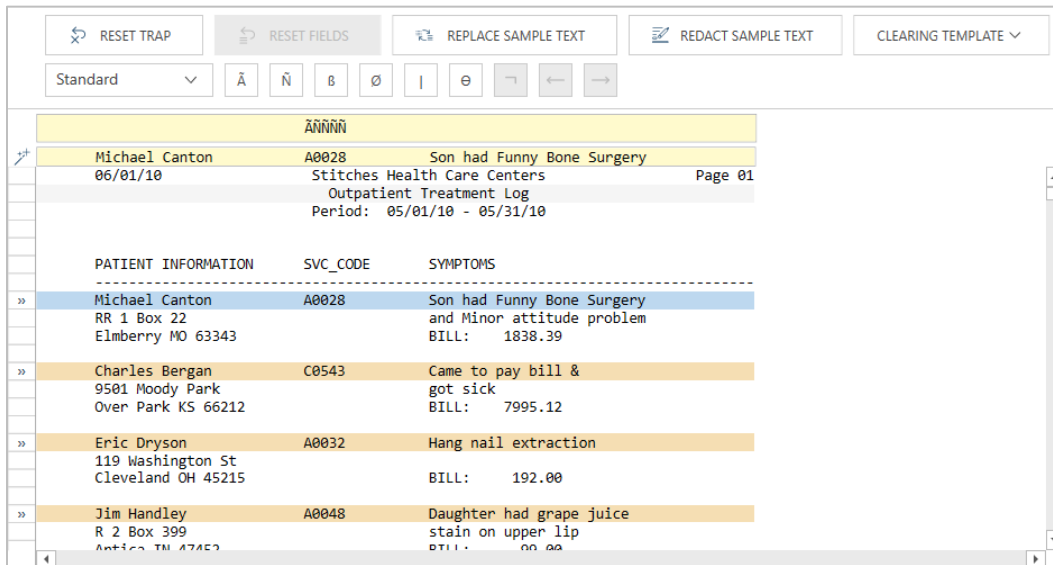 RESET TRAP RESET FIELDS REPLACE SAMPLE TEXT REDACT SAMPLE TEXT CLEARING TEMPLATE
Standard Ã Ñ ß Ø | Ɵ ¬ ← →
ÃÑÑÑÑ
Michael Canton A0028 Son had Funny Bone Surgery
06/01/10 Stitches Health Care Centers Page 01
Outpatient Treatment Log
Period: 05/01/10 - 05/31/10
PATIENT INFORMATION SVC_CODE SYMPTOMS
--------------------------------------------------------------------------------
» Michael Canton A0028 Son had Funny Bone Surgery
RR 1 Box 22 and Minor attitude problem
Elmberry MO 63343 BILL: 1838.39
» Charles Bergan C0543 Came to pay bill &
9501 Moody Park got sick
Over Park KS 66212 BILL: 7995.12
» Eric Dryson A0032 Hang nail extraction
119 Washington St
Cleveland OH 45215 BILL: 192.00
» Jim Handley A0048 Daughter had grape juice
R 2 Box 399 stain on upper lip
Antica IN 47452 BILL: 99.00